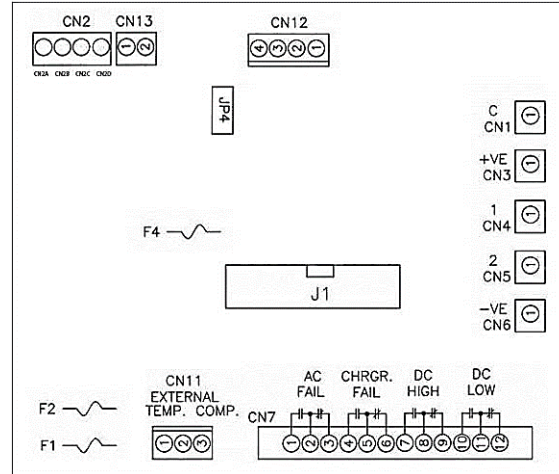 CN2 CN13 CN12
1 2
4 3 2 1
CN2A CN2B CN2C CN2D
JP4
C
CN1
1
+VE
CN3
1
1
CN4
1
2
CN5
1
-VE
CN6
1
F4
J1
CN11
EXTERNAL
TEMP. COMP.
1 2 3
F2
F1
AC
FAIL
CHRGR.
FAIL
DC
HIGH
DC
LOW
CN7
1 2 3 4 5 6 7 8 9 10 11 12